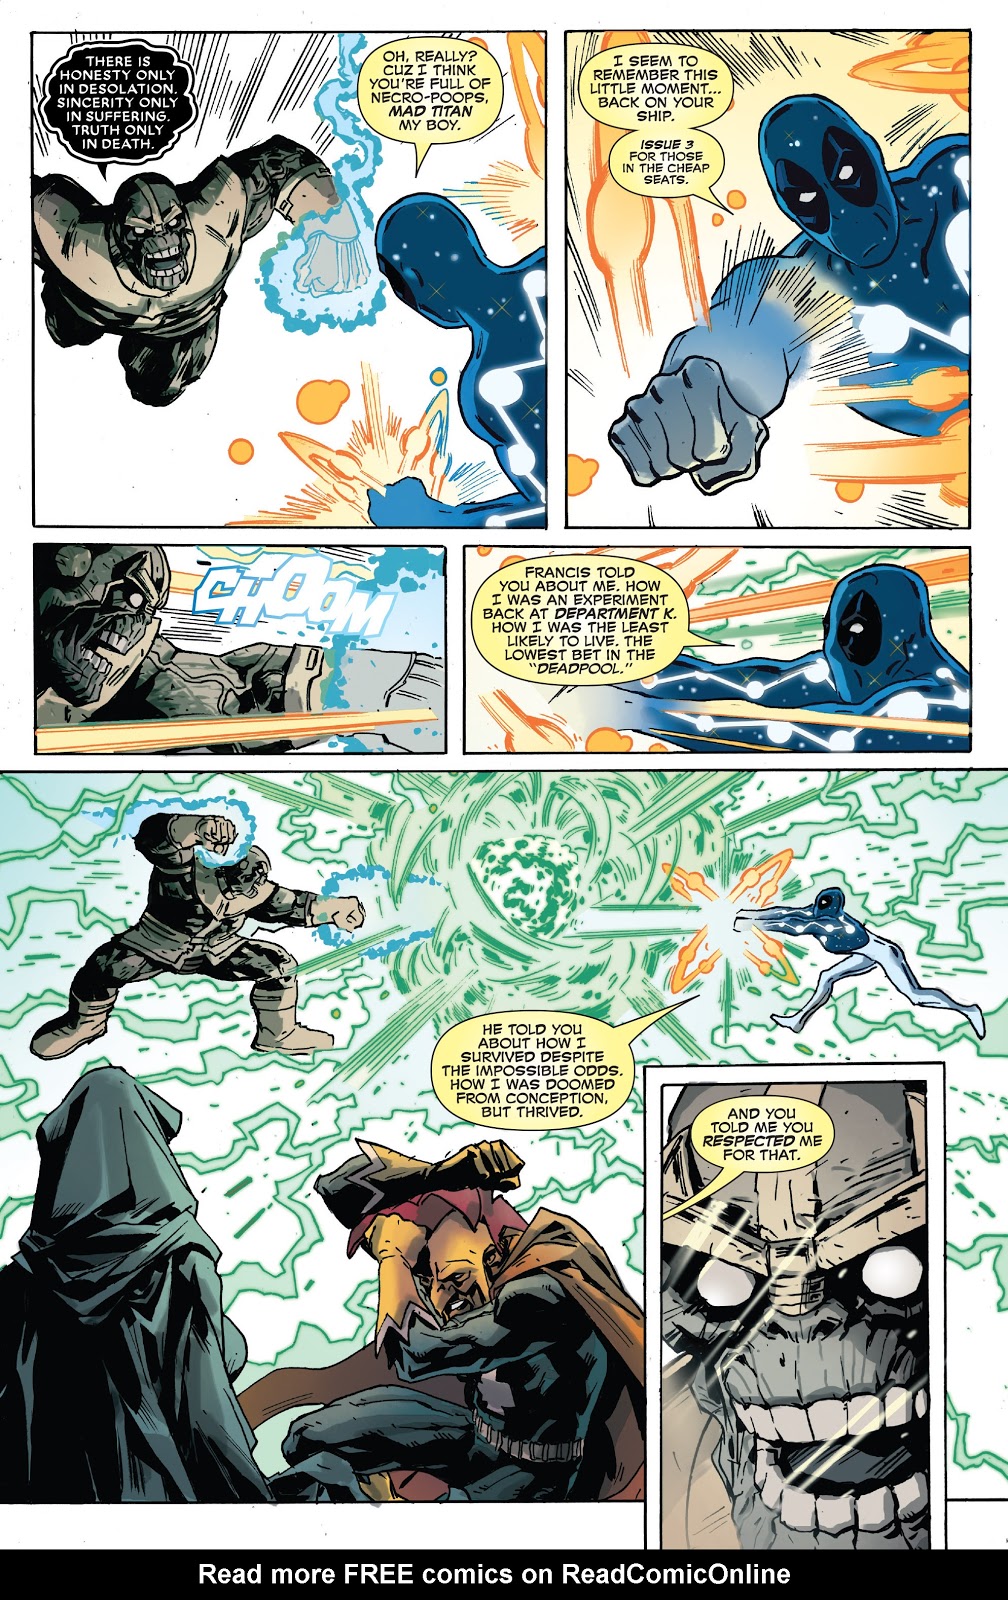 THERE IS
HONESTY ONLY
IN DESOLATION.
SINCERITY ONLY
IN SUFFERING.
TRUTH ONLY
IN DEATH.
OH, REALLY?
CUZ I THINK
YOU'RE FULL OF
NECRO-POOPS,
MAD TITAN
MY BOY.
I SEEM TO
REMEMBER THIS
LITTLE MOMENT...
BACK ON YOUR
SHIP.
ISSUE 3
FOR THOSE
IN THE CHEAP
SEATS.
CHOOM
FRANCIS TOLD
YOU ABOUT ME. HOW
I WAS AN EXPERIMENT
BACK AT DEPARTMENT K.
HOW I WAS THE LEAST
LIKELY TO LIVE. THE
LOWEST BET IN THE
"DEADPOOL."
HE TOLD YOU
ABOUT HOW I
SURVIVED DESPITE
THE IMPOSSIBLE ODDS.
HOW I WAS DOOMED
FROM CONCEPTION,
BUT THRIVED.
AND YOU
TOLD ME YOU
RESPECTED ME
FOR THAT.
Read more FREE comics on ReadComicOnline